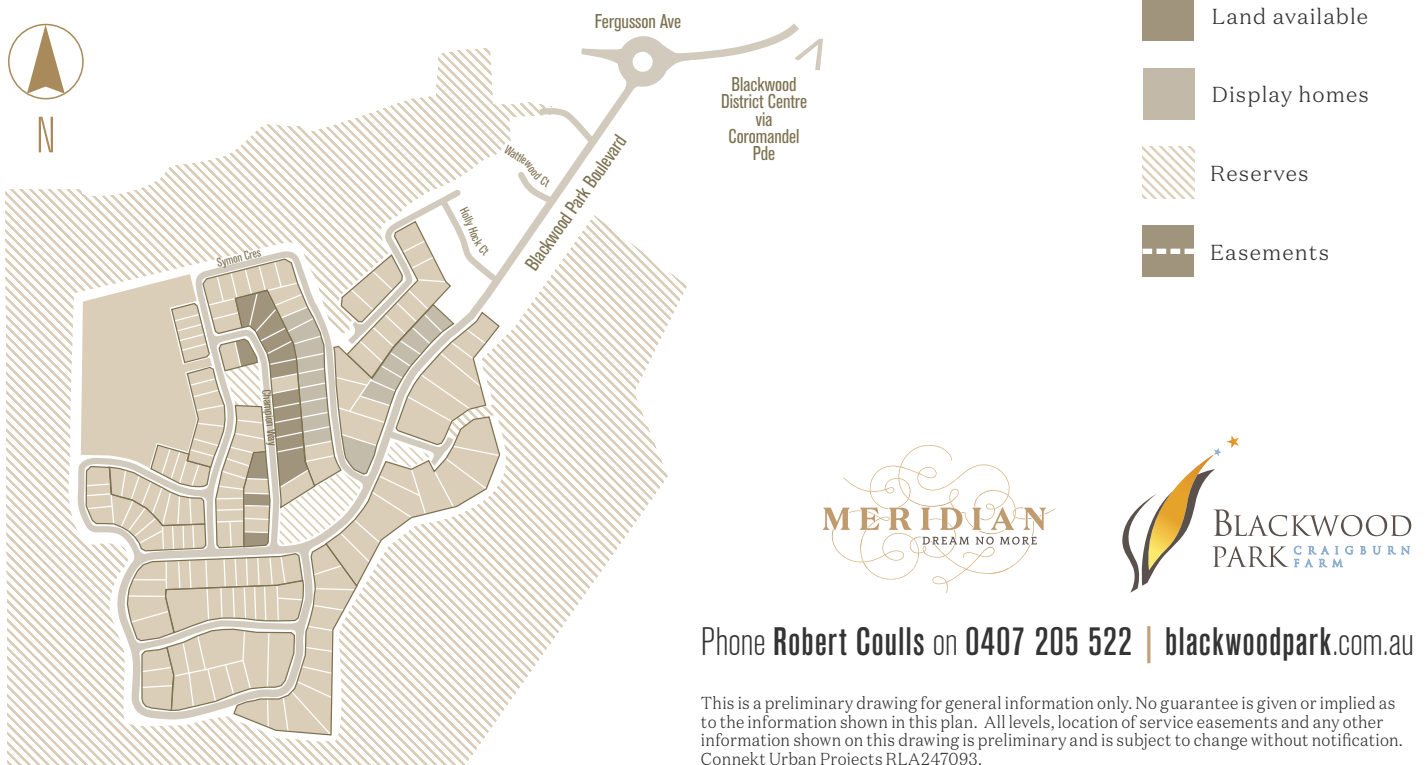 Fergusson Ave
Land available
Blackwood
District Centre
via
Coromandel
Pde
Display homes
N
Wattlewood Ct
Blackwood Park Boulevard
Reserves
Holly Hack Ct
Symon Cres
Easements
Champion Way
MERIDIAN
DREAM NO MORE
BLACKWOOD
PARK CRAIGBURN
FARM
Phone Robert Coulls on 0407 205 522 | blackwoodpark.com.au
This is a preliminary drawing for general information only. No guarantee is given or implied as
to the information shown in this plan.  All levels, location of service easements and any other
information shown on this drawing is preliminary and is subject to change without notification.
Connekt Urban Projects RLA247093.